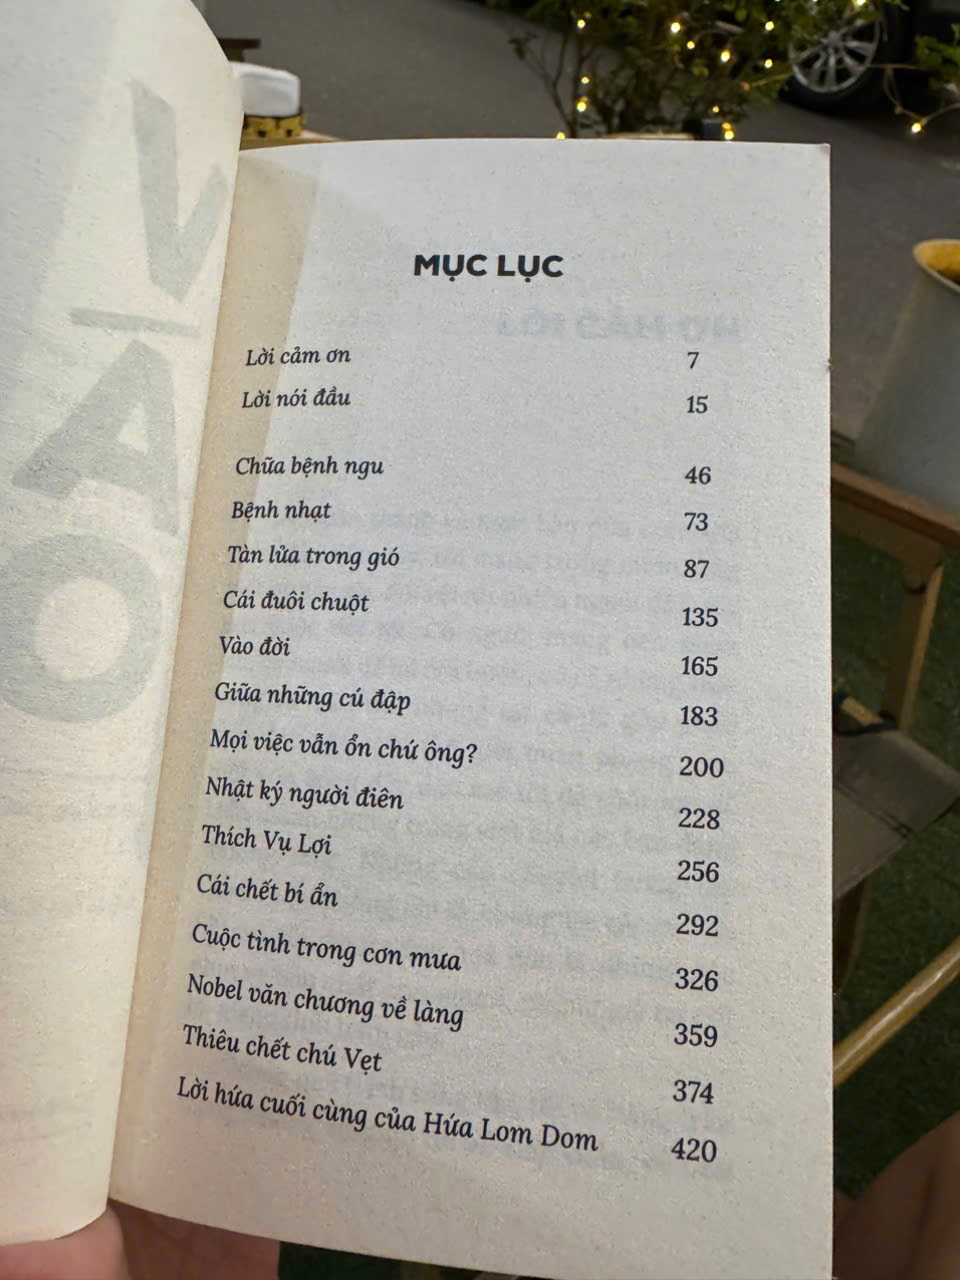 MỤC LỤC
Lời cảm ơn 7
Lời nói đầu 15
Chữa bệnh ngu 46
Bệnh nhạt 73
Tàn lửa trong gió 87
Cái đuôi chuột 135
Vào đời 165
Giữa những cú đập 183
Mọi việc vẫn ổn chứ ông? 200
Nhật ký người điên 228
Thích Vụ Lợi 256
Cái chết bí ẩn 292
Cuộc tình trong cơn mưa 326
Nobel văn chương về làng 359
Thiêu chết chú Vẹt 374
Lời hứa cuối cùng của Hứa Lom Dom 420